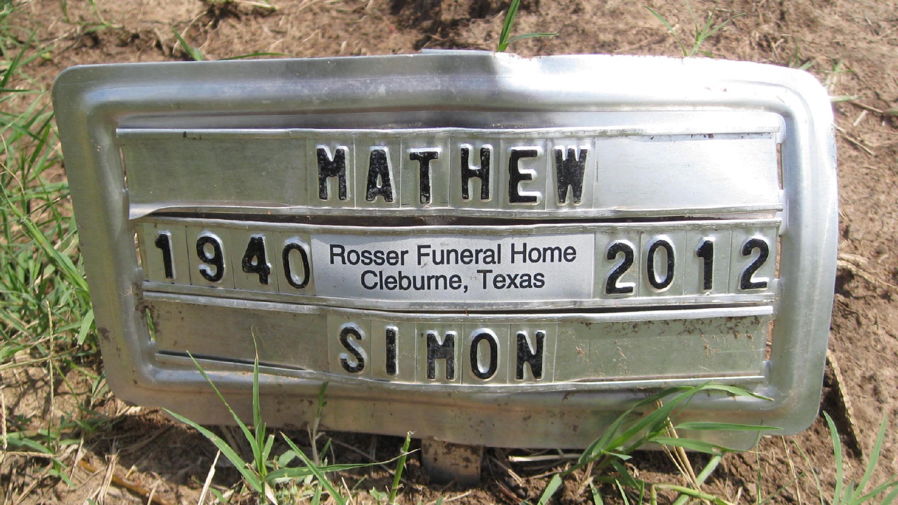 MATHEW
1940 Rosser Funeral Home 2012
Cleburne, Texas
SIMON